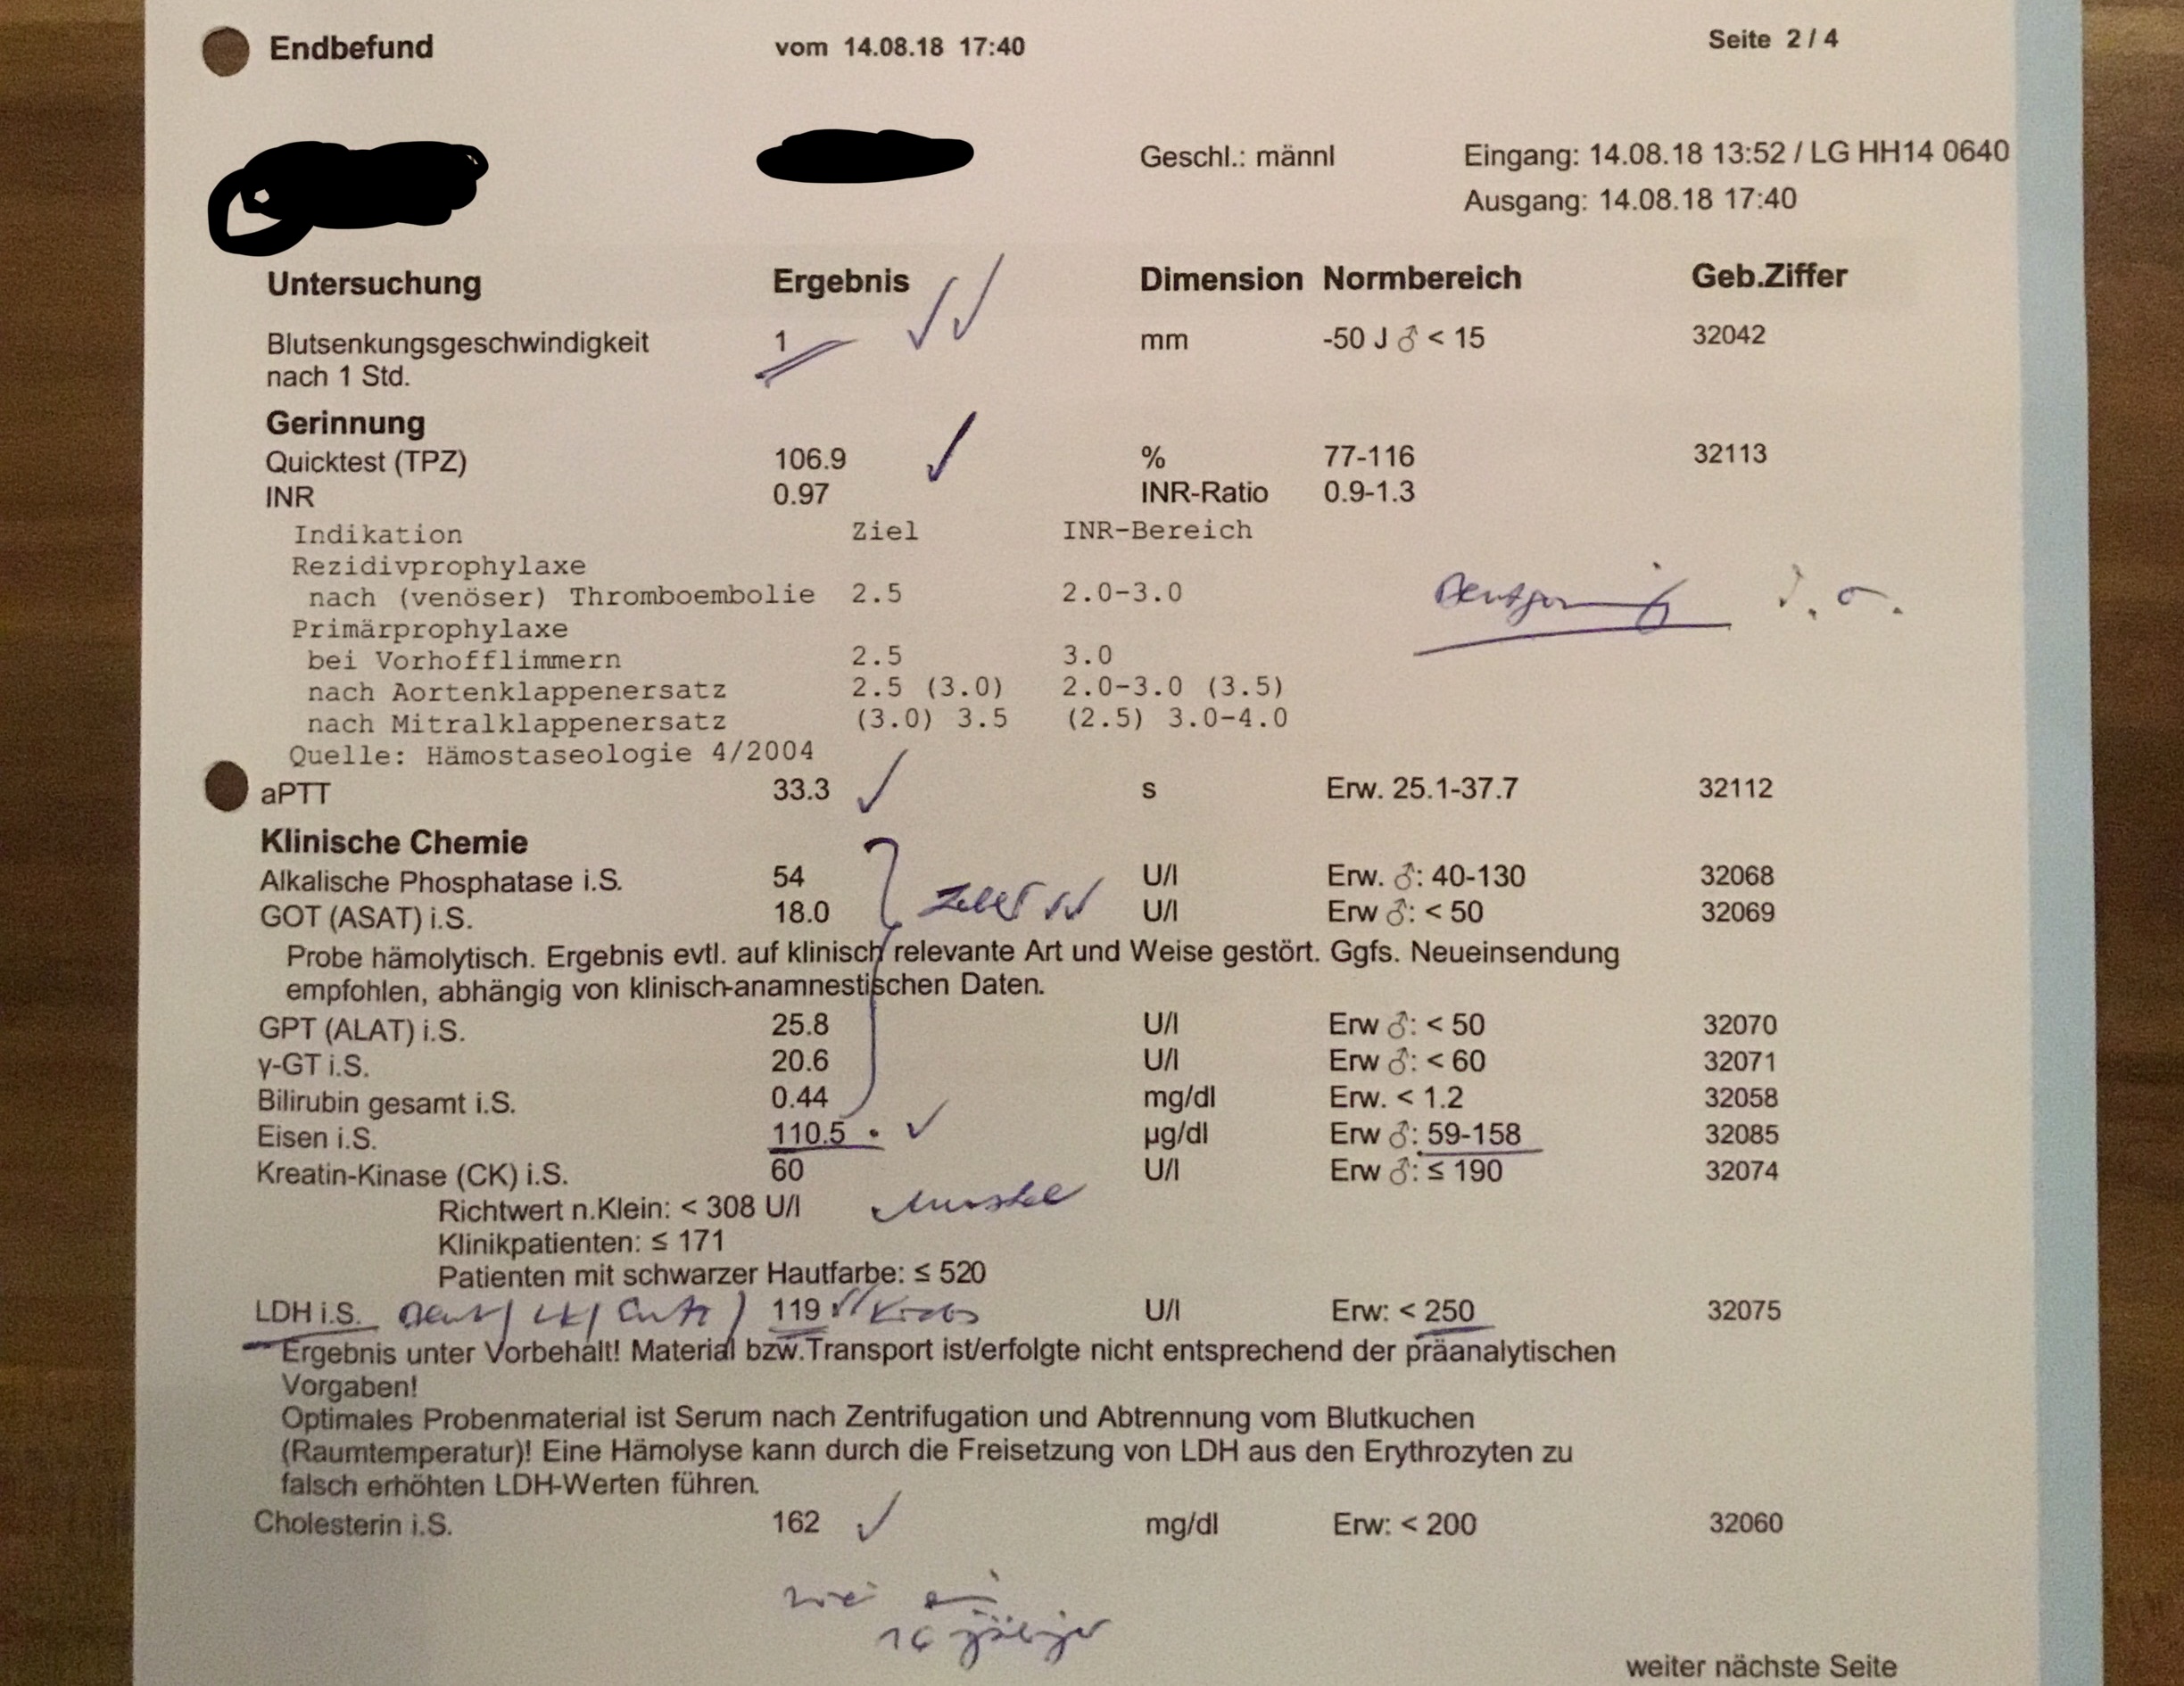 Endbefund vom 14.08.18 17:40 Seite 2 / 4
Geschl.: männl Eingang: 14.08.18 13:52 / LG HH14 0640
Ausgang: 14.08.18 17:40
Untersuchung Ergebnis Dimension Normbereich Geb.Ziffer
Blutsenkungsgeschwindigkeit 1 mm -50 J ♂ < 15 32042
nach 1 Std.
Gerinnung
Quicktest (TPZ) 106.9 % 77-116 32113
INR 0.97 INR-Ratio 0.9-1.3
Indikation Ziel INR-Bereich
Rezidivprophylaxe
nach (venöser) Thromboembolie 2.5 2.0-3.0
Primärprophylaxe
bei Vorhofflimmern 2.5 3.0
nach Aortenklappenersatz 2.5 (3.0) 2.0-3.0 (3.5)
nach Mitralklappenersatz (3.0) 3.5 (2.5) 3.0-4.0
Quelle: Hämostaseologie 4/2004
aPTT 33.3 s Erw. 25.1-37.7 32112
Klinische Chemie
Alkalische Phosphatase i.S. 54 U/l Erw. ♂: 40-130 32068
GOT (ASAT) i.S. 18.0 U/l Erw ♂: < 50 32069
Probe hämolytisch. Ergebnis evtl. auf klinisch relevante Art und Weise gestört. Ggfs. Neueinsendung
empfohlen, abhängig von klinisch-anamnestischen Daten.
GPT (ALAT) i.S. 25.8 U/l Erw ♂: < 50 32070
γ-GT i.S. 20.6 U/l Erw ♂: < 60 32071
Bilirubin gesamt i.S. 0.44 mg/dl Erw. < 1.2 32058
Eisen i.S. 110.5 µg/dl Erw ♂: 59-158 32085
Kreatin-Kinase (CK) i.S. 60 U/l Erw ♂: ≤ 190 32074
Richtwert n.Klein: < 308 U/l Muskel
Klinikpatienten: ≤ 171
Patienten mit schwarzer Hautfarbe: ≤ 520
LDH i.S. 119 Krebs U/l Erw: < 250 32075
Ergebnis unter Vorbehalt! Material bzw.Transport ist/erfolgte nicht entsprechend der präanalytischen
Vorgaben!
Optimales Probenmaterial ist Serum nach Zentrifugation und Abtrennung vom Blutkuchen
(Raumtemperatur)! Eine Hämolyse kann durch die Freisetzung von LDH aus den Erythrozyten zu
falsch erhöhten LDH-Werten führen.
Cholesterin i.S. 162 mg/dl Erw: < 200 32060
wie ein
16 jähriger
weiter nächste Seite